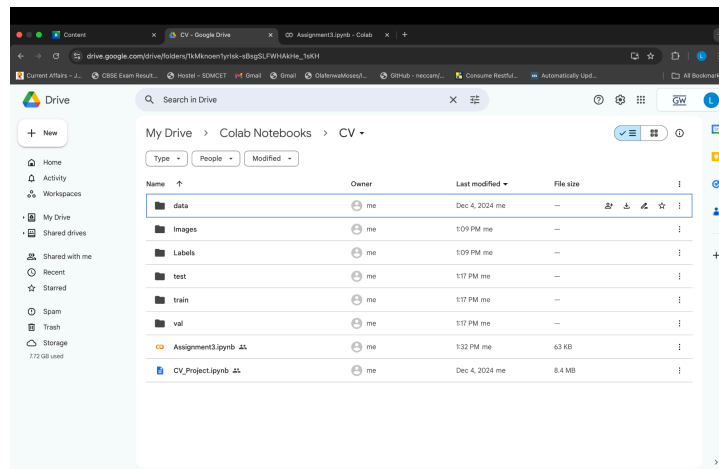 Content
CV - Google Drive
Assignment3.ipynb - Colab
drive.google.com/drive/folders/1kMknoen1yrIsk-sBsgSLFWHAkHe_1sKH
Current Affairs - J...
CBSE Exam Result...
Hostel – SDMCET
Gmail
Gmail
OlafenwaMoses/I...
GitHub - neccam/...
Consume Restful...
Automatically Upd...
All Bookmark
Drive
Search in Drive
GW
L
New
My Drive > Colab Notebooks > CV
Type
People
Modified
Home
Activity
Workspaces
My Drive
Shared drives
Shared with me
Recent
Starred
Spam
Trash
Storage
7.72 GB used
Name Owner Last modified File size
data me Dec 4, 2024 me —
Images me 1:09 PM me —
Labels me 1:09 PM me —
test me 1:17 PM me —
train me 1:17 PM me —
val me 1:17 PM me —
Assignment3.ipynb me 1:32 PM me 63 KB
CV_Project.ipynb me Dec 4, 2024 me 8.4 MB